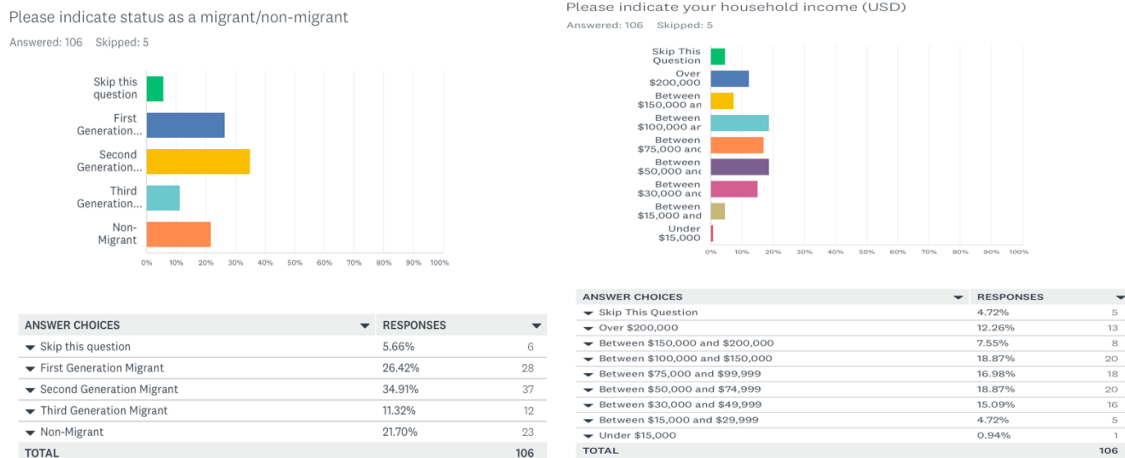 Please indicate status as a migrant/non-migrant
Answered: 106 Skipped: 5
Skip this
question
First
Generation...
Second
Generation...
Third
Generation...
Non-
Migrant
0% 10% 20% 30% 40% 50% 60% 70% 80% 90% 100%
ANSWER CHOICES RESPONSES
Skip this question 5.66% 6
First Generation Migrant 26.42% 28
Second Generation Migrant 34.91% 37
Third Generation Migrant 11.32% 12
Non-Migrant 21.70% 23
TOTAL 106
Please indicate your household income (USD)
Answered: 106 Skipped: 5
Skip This
Question
Over
$200,000
Between
$150,000 an
Between
$100,000 ar
Between
$75,000 anc
Between
$50,000 anc
Between
$30,000 anc
Between
$15,000 and
Under
$15,000
0% 10% 20% 30% 40% 50% 60% 70% 80% 90% 100%
ANSWER CHOICES RESPONSES
Skip This Question 4.72% 5
Over $200,000 12.26% 13
Between $150,000 and $200,000 7.55% 8
Between $100,000 and $150,000 18.87% 20
Between $75,000 and $99,999 16.98% 18
Between $50,000 and $74,999 18.87% 20
Between $30,000 and $49,999 15.09% 16
Between $15,000 and $29,999 4.72% 5
Under $15,000 0.94% 1
TOTAL 106